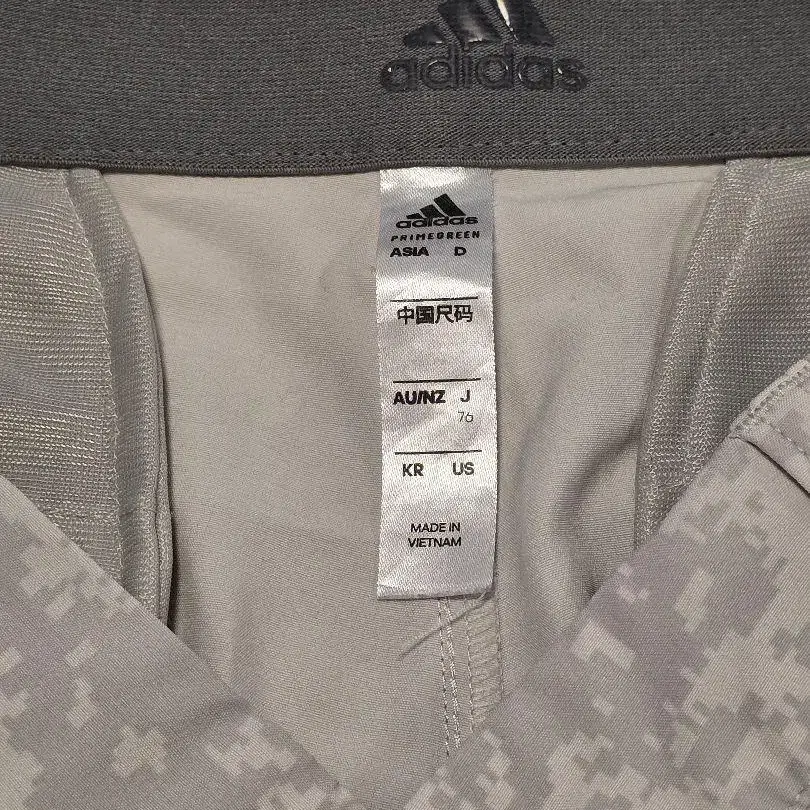 adidas
adidas
PRIMEGREEN
ASIA D
中国尺码
AU/NZ J
76
KR US
MADE IN
VIETNAM